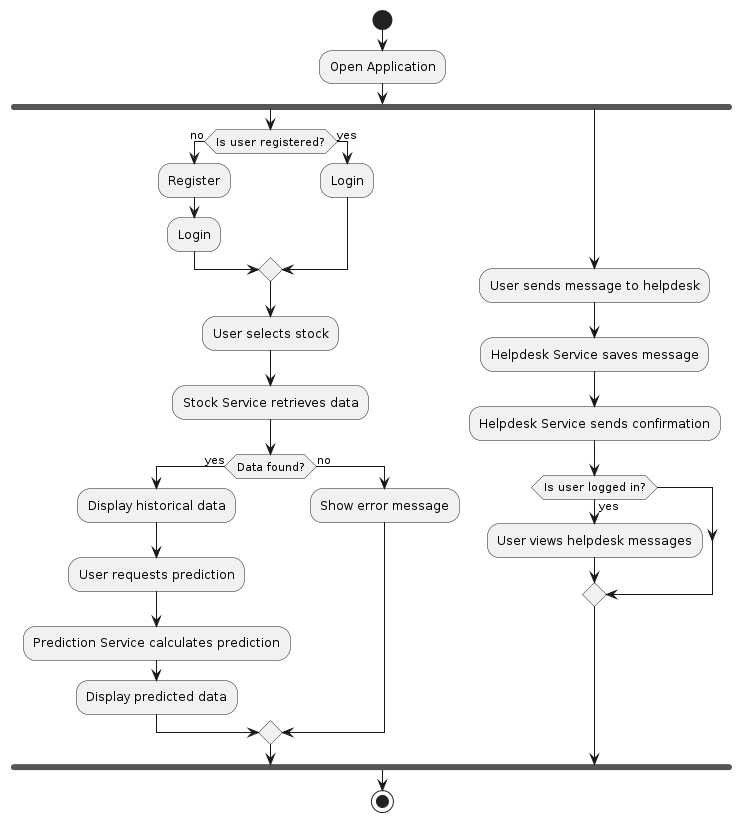 Open Application
Is user registered?
no
yes
Register
Login
Login
User selects stock
Stock Service retrieves data
Data found?
yes
no
Display historical data
Show error message
User requests prediction
Prediction Service calculates prediction
Display predicted data
User sends message to helpdesk
Helpdesk Service saves message
Helpdesk Service sends confirmation
Is user logged in?
yes
User views helpdesk messages